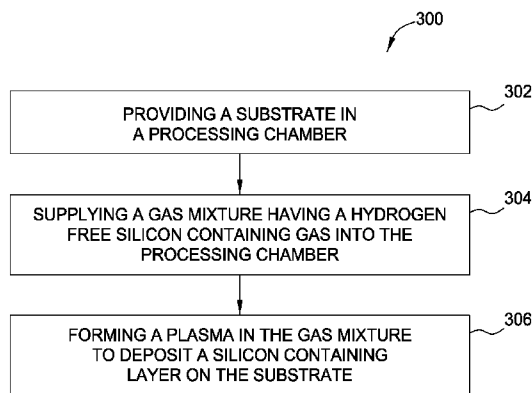 300
PROVIDING A SUBSTRATE IN
A PROCESSING CHAMBER
302
SUPPLYING A GAS MIXTURE HAVING A HYDROGEN
FREE SILICON CONTAINING GAS INTO THE
PROCESSING CHAMBER
304
FORMING A PLASMA IN THE GAS MIXTURE
TO DEPOSIT A SILICON CONTAINING
LAYER ON THE SUBSTRATE
306